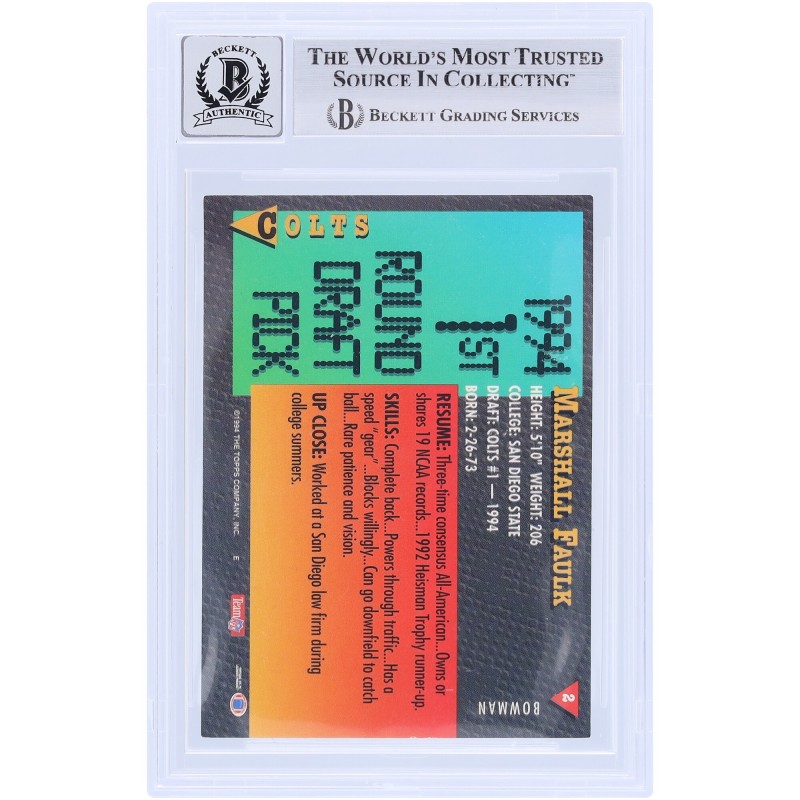 BECKETT
B
AUTHENTIC
THE WORLD'S MOST TRUSTED
SOURCE IN COLLECTING™
B BECKETT GRADING SERVICES
COLTS
1994
1ST
ROUND
DRAFT
PICK
MARSHALL FAULK
HEIGHT: 5'10" WEIGHT: 206
COLLEGE: SAN DIEGO STATE
DRAFT: COLTS #1 — 1994
BORN: 2-26-73
RESUME: Three-time consensus All-American...Owns or
shares 19 NCAA records... 1992 Heisman Trophy runner-up.
SKILLS: Complete back...Powers through traffic...Has a
speed "gear"...Blocks willingly...Can go downfield to catch
ball...Rare patience and vision.
UP CLOSE: Worked at a San Diego law firm during
college summers.
2
BOWMAN
©1994 THE TOPPS COMPANY, INC. E
Team NFL